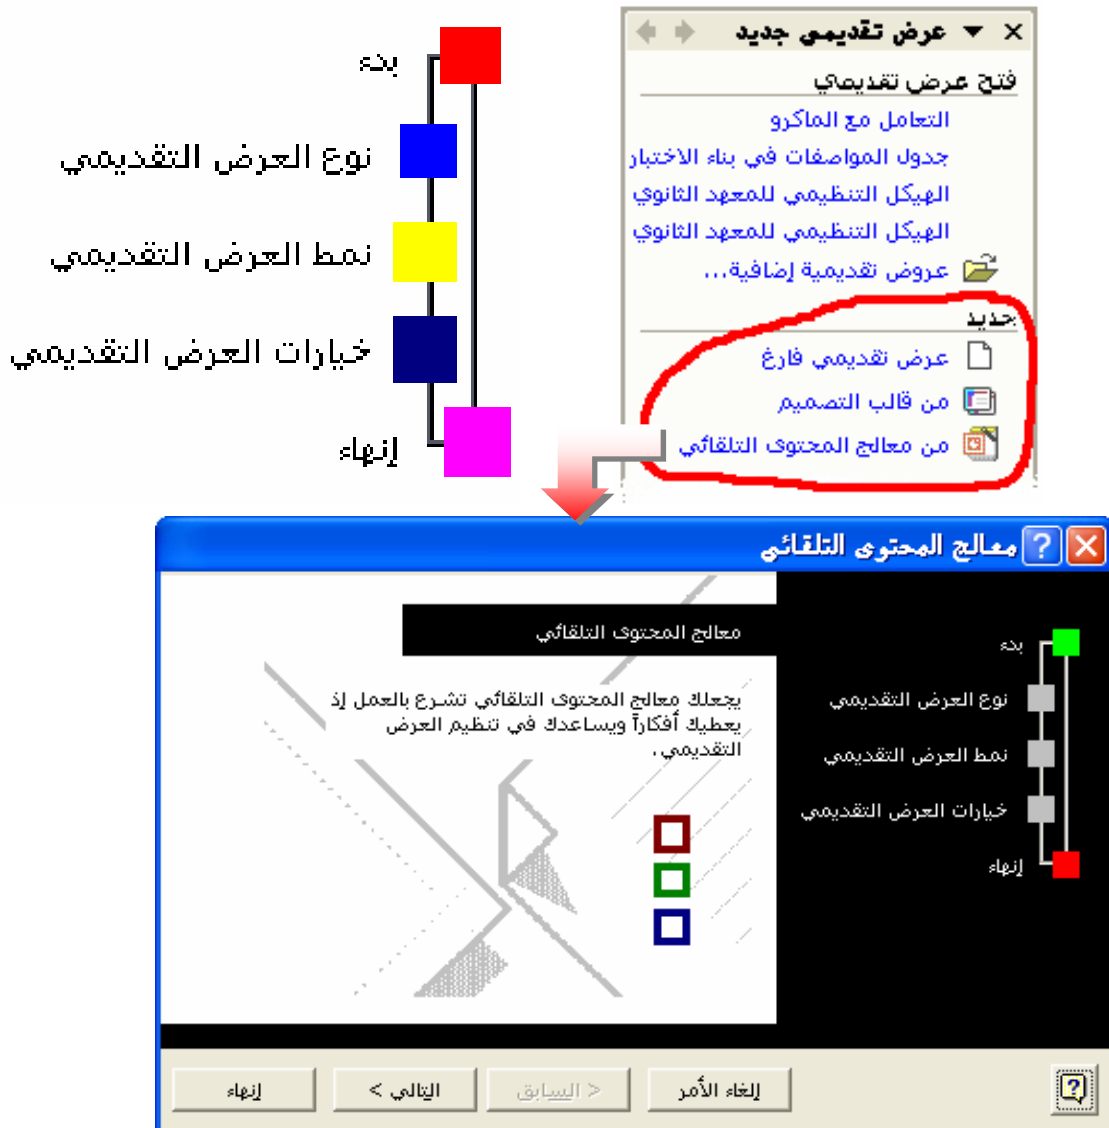 عرض تقديمي جديد
فتح عرض تقديمي
التعامل مع الماكرو
جدول المواصفات في بناء الاختبار
الهيكل التنظيمي للمعهد الثانوي
الهيكل التنظيمي للمعهد الثانوي
عروض تقديمية إضافية...
جديد
عرض تقديمي فارغ
من قالب التصميم
من معالج المحتوى التلقائي
بدء
نوع العرض التقديمي
نمط العرض التقديمي
خيارات العرض التقديمي
إنهاء
معالج المحتوى التلقائي
بدء
نوع العرض التقديمي
نمط العرض التقديمي
خيارات العرض التقديمي
إنهاء
معالج المحتوى التلقائي
يجعلك معالج المحتوى التلقائي تشرع بالعمل إذ
يعطيك أفكاراً ويساعدك في تنظيم العرض
التقديمي.
إلغاء الأمر
< السابق
التالي >
إنهاء